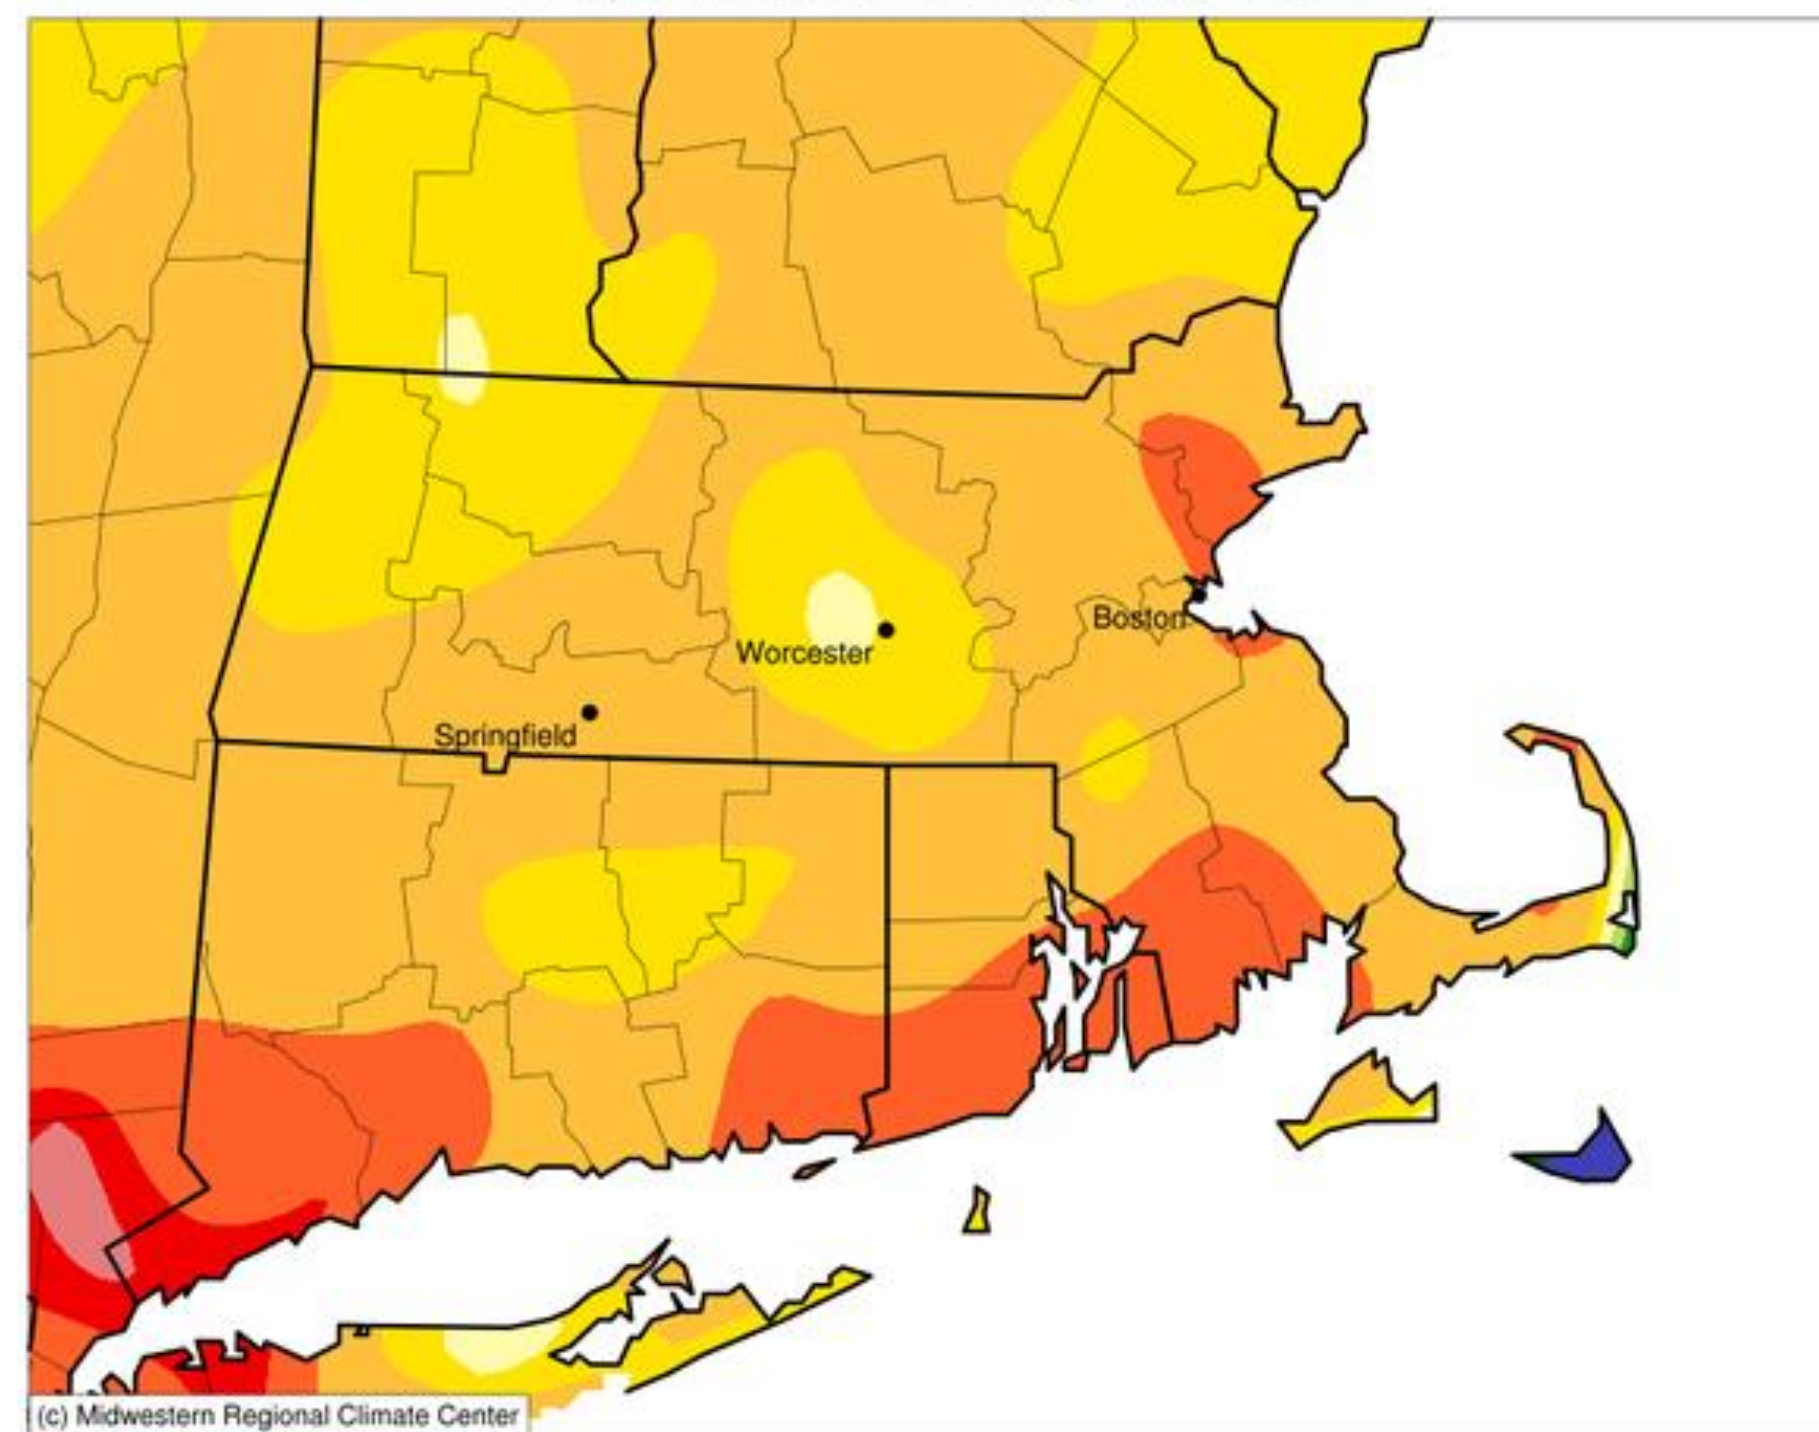 Boston
Worcester
Springfield
(c) Midwestern Regional Climate Center